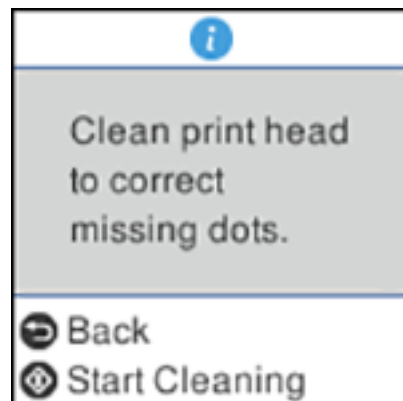 Clean print head
to correct
missing dots.
Back
Start Cleaning